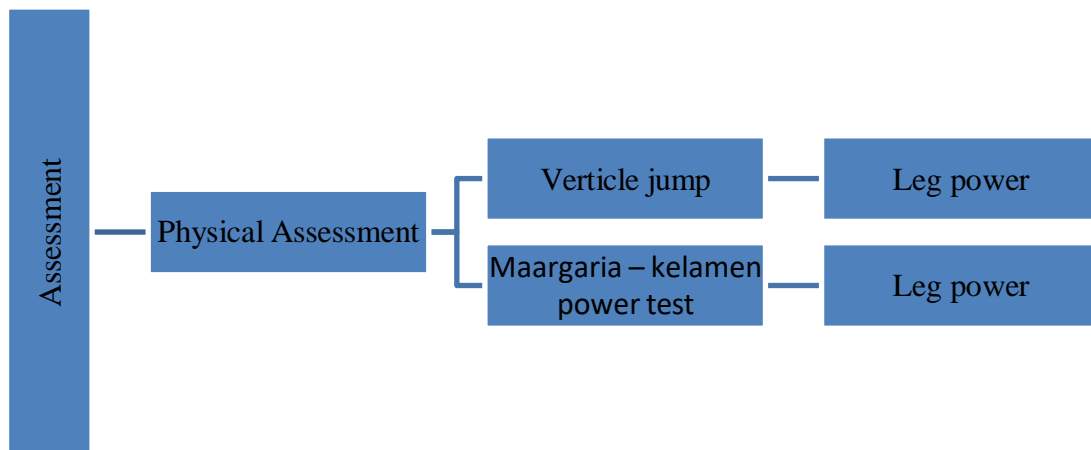 Assessment
Physical Assessment
Verticle jump
Leg power
Maargaria – kelamen
power test
Leg power